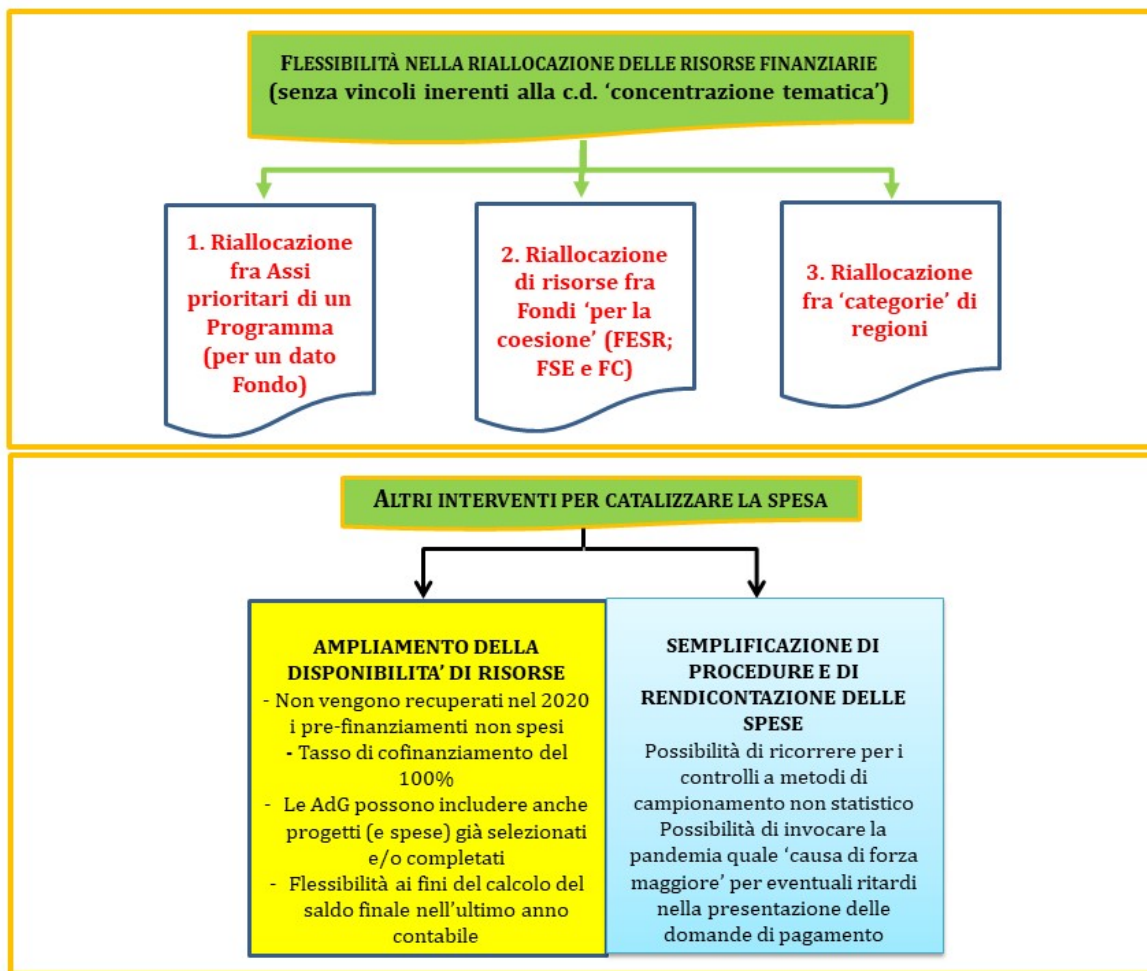 FLESSIBILITÀ NELLA RIALLOCAZIONE DELLE RISORSE FINANZIARIE
(senza vincoli inerenti alla c.d. ‘concentrazione tematica’)
1. Riallocazione
fra Assi
prioritari di un
Programma
(per un dato
Fondo)
2. Riallocazione
di risorse fra
Fondi ‘per la
coesione’ (FESR;
FSE e FC)
3. Riallocazione
fra ‘categorie’ di
regioni
ALTRI INTERVENTI PER CATALIZZARE LA SPESA
AMPLIAMENTO DELLA
DISPONIBILITA’ DI RISORSE
- Non vengono recuperati nel 2020
i pre-finanziamenti non spesi
- Tasso di cofinanziamento del
100%
- Le AdG possono includere anche
progetti (e spese) già selezionati
e/o completati
- Flessibilità ai fini del calcolo del
saldo finale nell’ultimo anno
contabile
SEMPLIFICAZIONE DI
PROCEDURE E DI
RENDICONTAZIONE DELLE
SPESE
Possibilità di ricorrere per i
controlli a metodi di
campionamento non statistico
Possibilità di invocare la
pandemia quale ‘causa di forza
maggiore’ per eventuali ritardi
nella presentazione delle
domande di pagamento